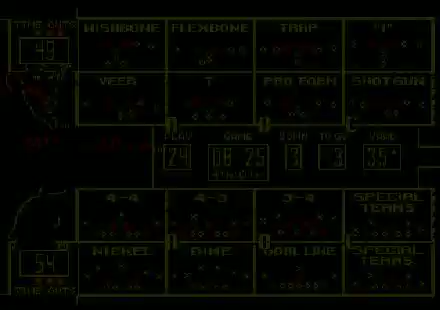 TIME OUTS
49
WISHBONE FLEXBONE TRAP "I"
VEER T PRO FORM SHOTGUN
PLAY GAME DOWN TO GO YARD
24 08 25 3 3 35
4-4 4-3 3-4 SPECIAL TEAMS
NICKEL DIME GOAL LINE SPECIAL TEAMS
54
TIME OUTS